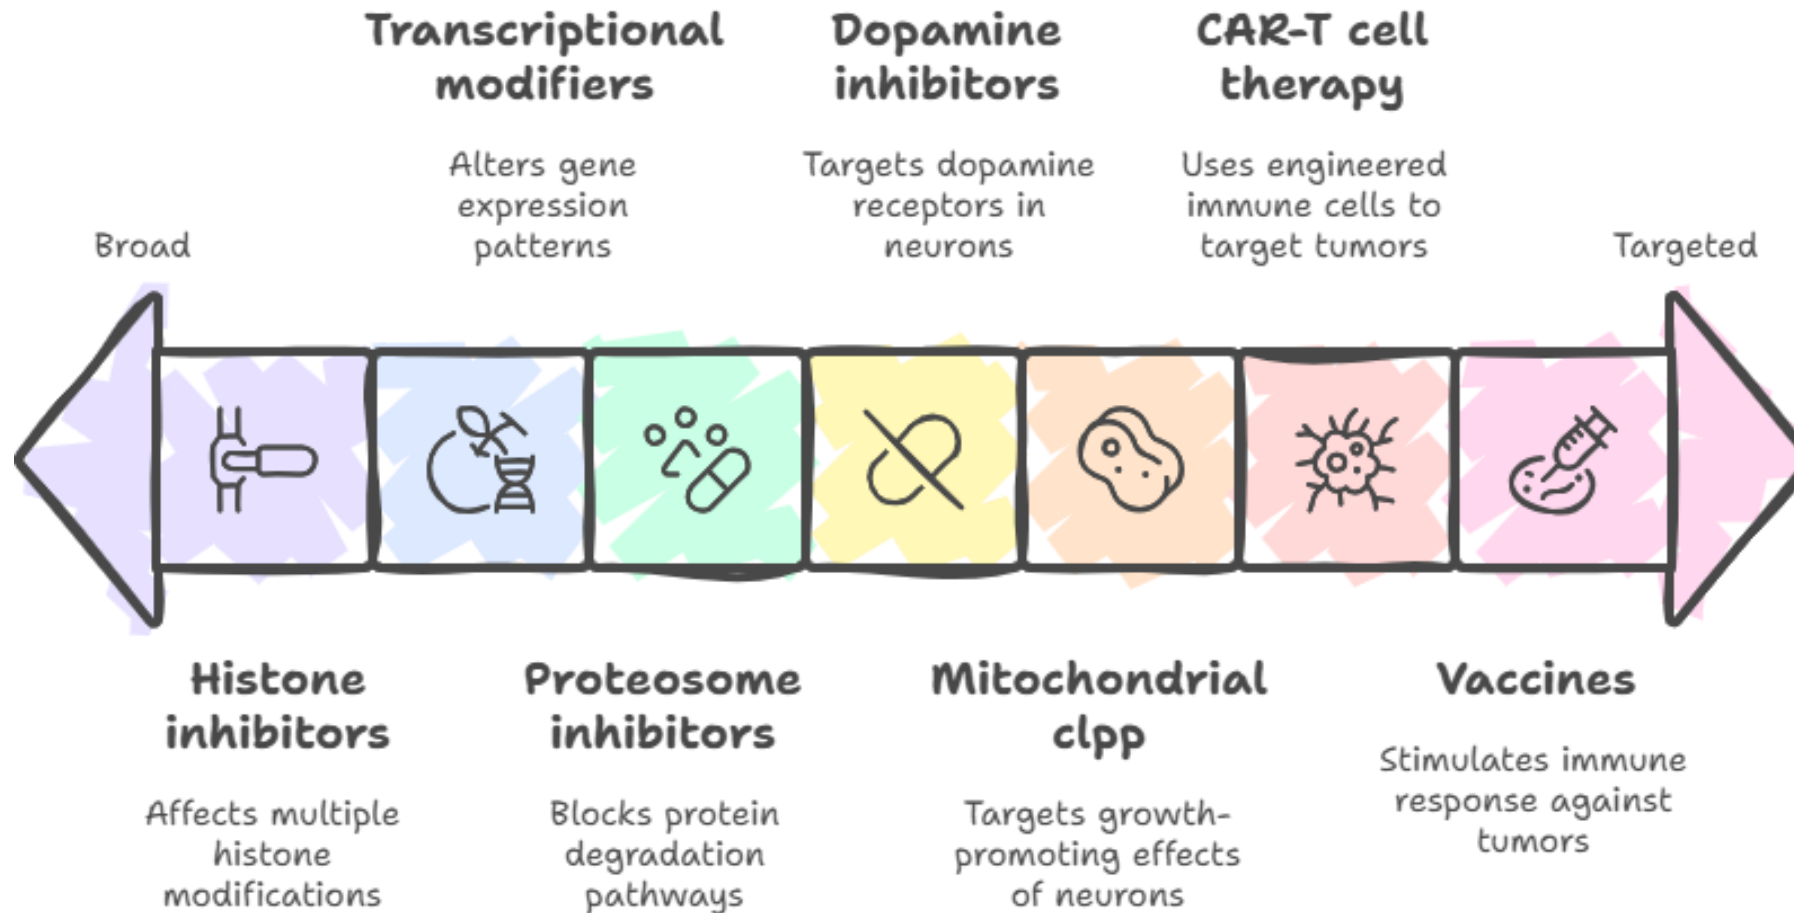 Transcriptional
modifiers
Alters gene
expression
patterns
Dopamine
inhibitors
Targets dopamine
receptors in
neurons
CAR-T cell
therapy
Uses engineered
immune cells to
target tumors
Broad
Targeted
Histone
inhibitors
Affects multiple
histone
modifications
Proteosome
inhibitors
Blocks protein
degradation
pathways
Mitochondrial
clpp
Targets growth-
promoting effects
of neurons
Vaccines
Stimulates immune
response against
tumors